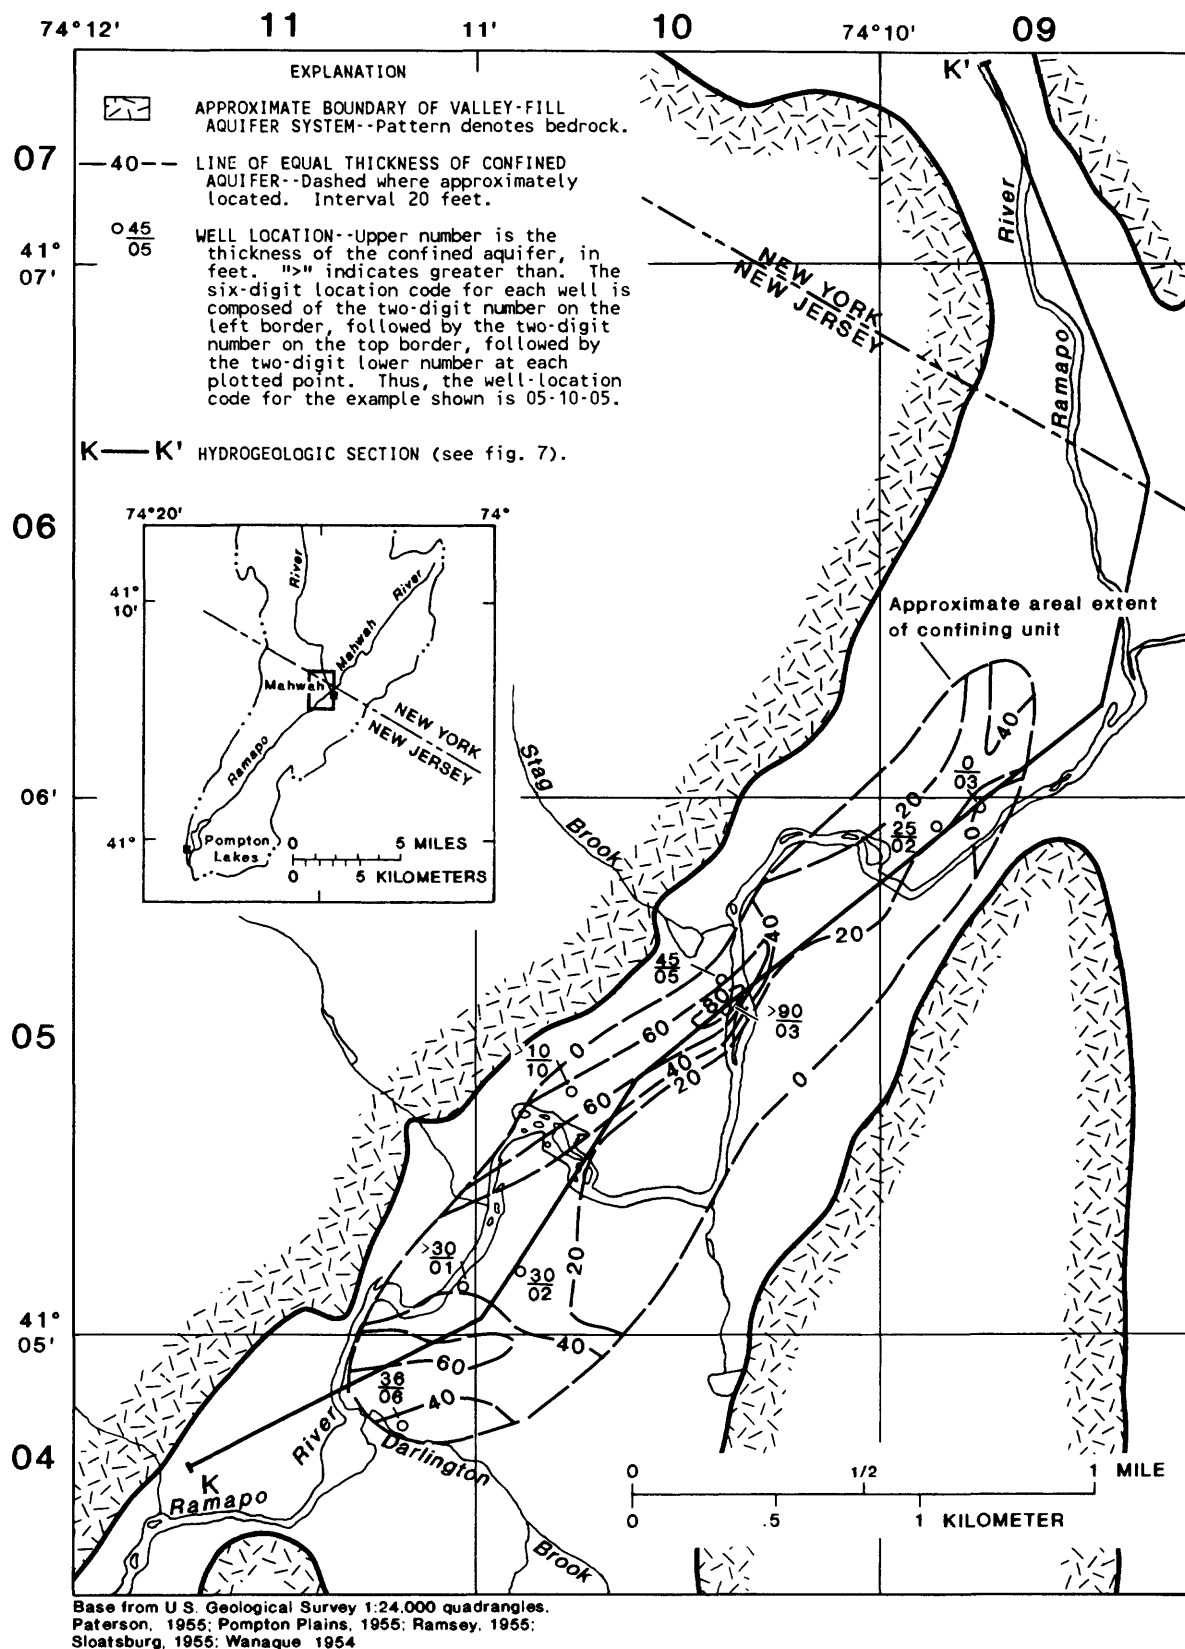 74°12'
11
11'
10
74°10'
09
EXPLANATION
APPROXIMATE BOUNDARY OF VALLEY-FILL
AQUIFER SYSTEM--Pattern denotes bedrock.
—40-- LINE OF EQUAL THICKNESS OF CONFINED
AQUIFER--Dashed where approximately
located. Interval 20 feet.
45
05
WELL LOCATION--Upper number is the
thickness of the confined aquifer, in
feet. ">" indicates greater than. The
six-digit location code for each well is
composed of the two-digit number on the
left border, followed by the two-digit
number on the top border, followed by
the two-digit lower number at each
plotted point. Thus, the well-location
code for the example shown is 05-10-05.
K—K' HYDROGEOLOGIC SECTION (see fig. 7).
07
41°
07'
06
06'
05
41°
05'
04
K'
River
Ramapo
NEW YORK
NEW JERSEY
74°20'
74°
41°
10'
41°
River
River
Mahwah
Mahwah
Ramapo
NEW YORK
NEW JERSEY
Pompton
Lakes
0 5 MILES
0 5 KILOMETERS
Approximate areal extent
of confining unit
Stag
Brook
40
0
03
20
25
02
0
40
20
45
05
80
>90
03
60
0
>10
10
40
20
60
0
>30
01
30
02
20
40
60
36
06
40
River
Darlington
Brook
K
Ramapo
0 1/2 1 MILE
0 .5 1 KILOMETER
Base from U.S. Geological Survey 1:24,000 quadrangles.
Paterson, 1955; Pompton Plains, 1955; Ramsey, 1955;
Sloatsburg, 1955; Wanaque 1954